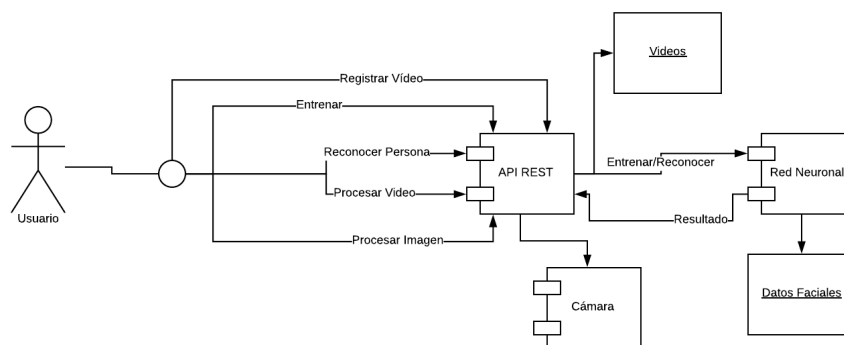 Videos
Registrar Vídeo
Entrenar
Reconocer Persona
API REST
Entrenar/Reconocer
Red Neuronal
Procesar Video
Usuario
Resultado
Procesar Imagen
Cámara
Datos Faciales